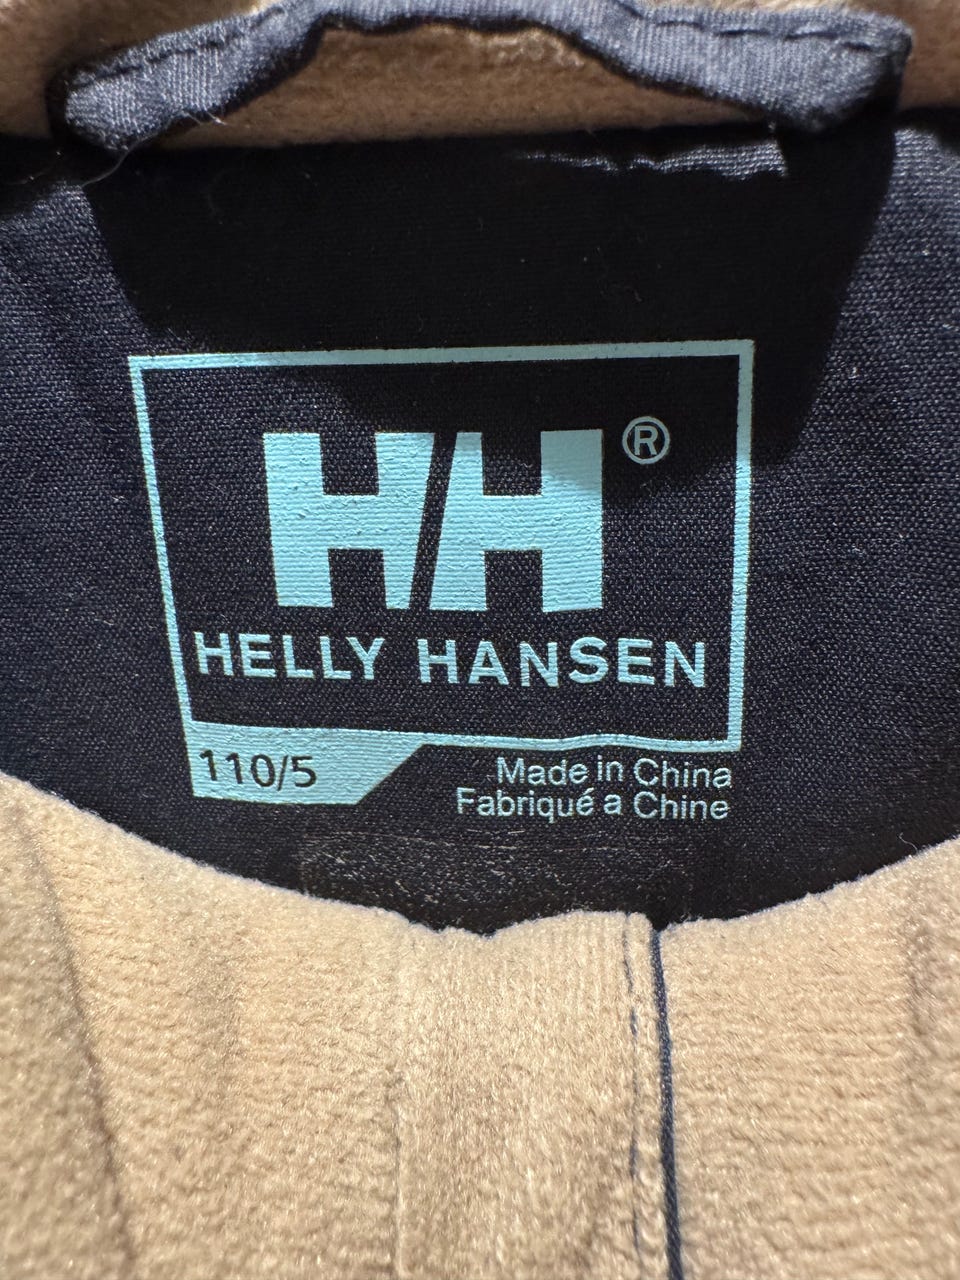 HH®
HELLY HANSEN
110/5
Made in China
Fabriqué a Chine